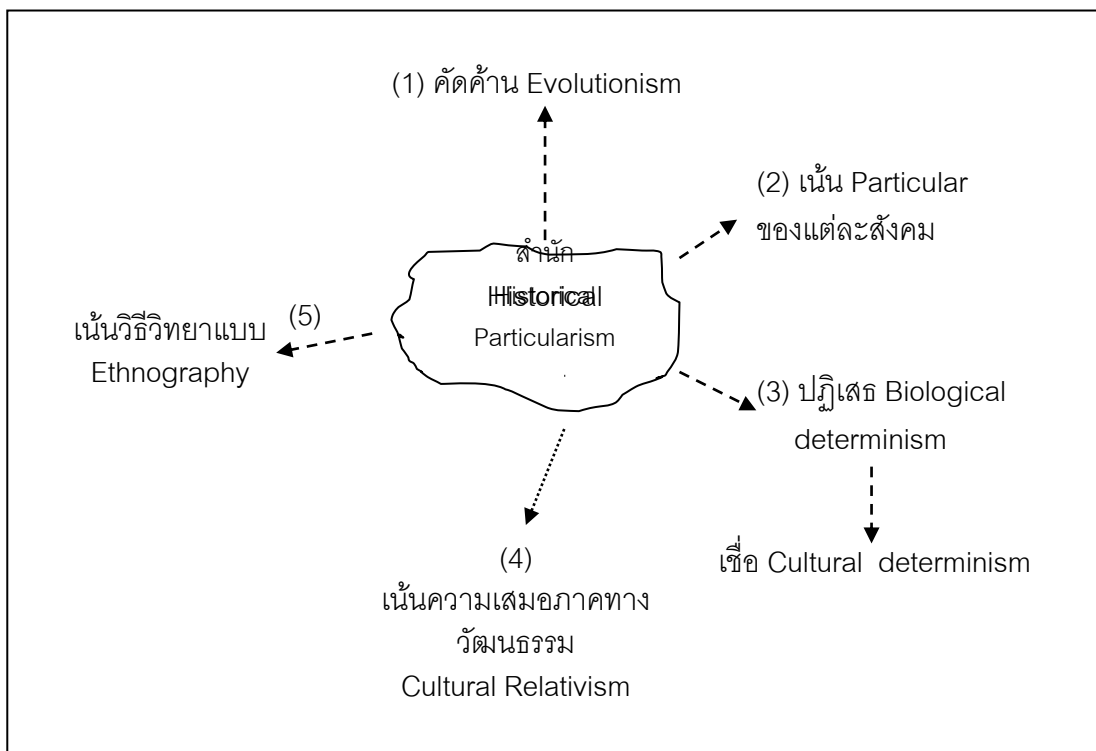 (1) คัดค้าน Evolutionism
(2) เน้น Particular
ของแต่ละสังคม
สำนัก
Historical
Particularism
(3) ปฏิเสธ Biological
determinism
เชื่อ Cultural determinism
(4)
เน้นความเสมอภาคทาง
วัฒนธรรม
Cultural Relativism
(5)
เน้นวิธีวิทยาแบบ
Ethnography